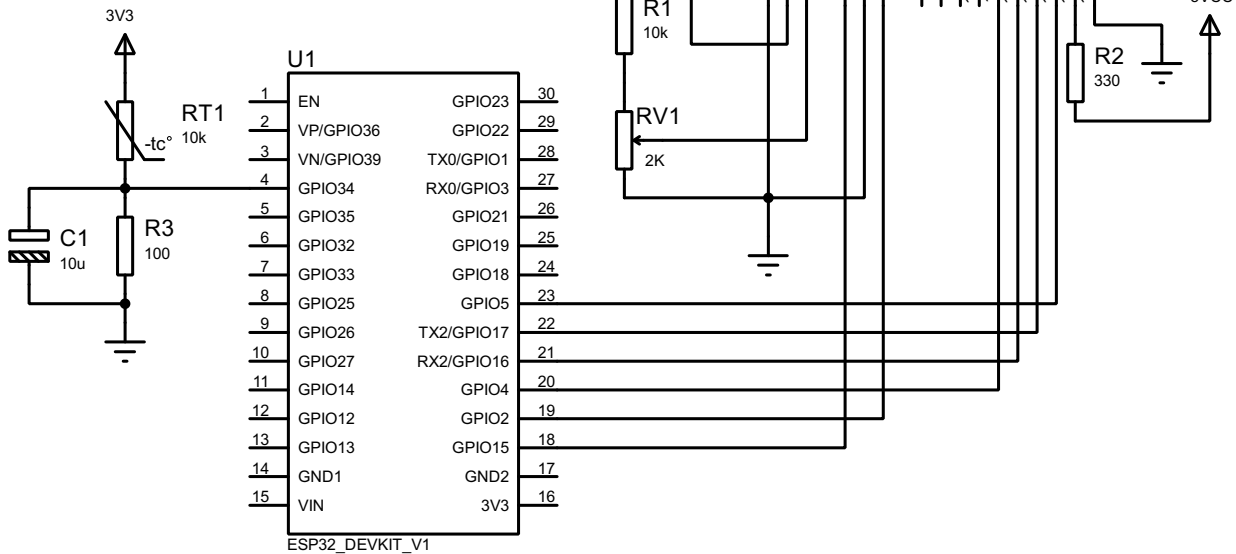 3V3
RT1
10k
-tc°
C1
10u
R3
100
U1
1 EN
2 VP/GPIO36
3 VN/GPIO39
4 GPIO34
5 GPIO35
6 GPIO32
7 GPIO33
8 GPIO25
9 GPIO26
10 GPIO27
11 GPIO14
12 GPIO12
13 GPIO13
14 GND1
15 VIN
GPIO23 30
GPIO22 29
TX0/GPIO1 28
RX0/GPIO3 27
GPIO21 26
GPIO19 25
GPIO18 24
GPIO5 23
TX2/GPIO17 22
RX2/GPIO16 21
GPIO4 20
GPIO2 19
GPIO15 18
GND2 17
3V3 16
ESP32_DEVKIT_V1
R1
10k
RV1
2K
R2
330